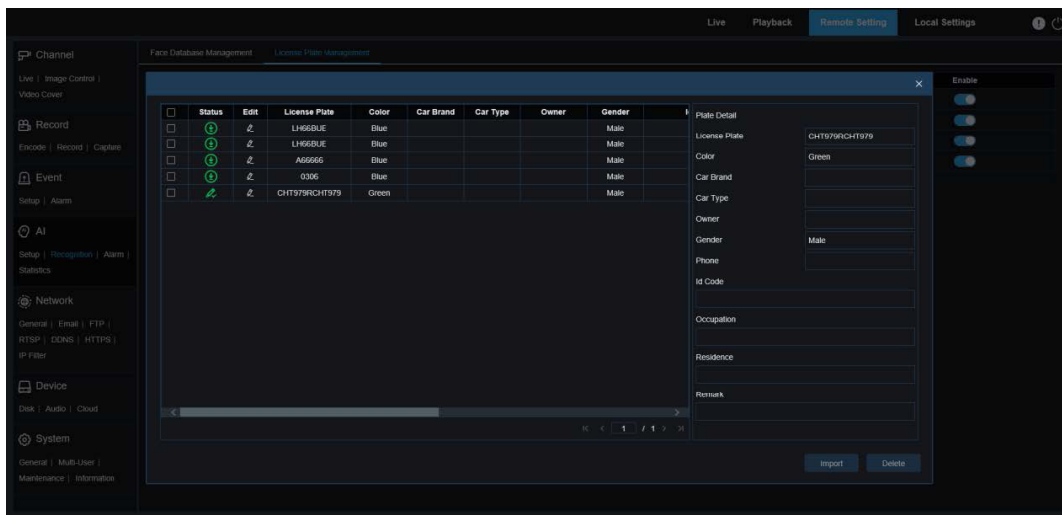 Live Playback Remote Setting Local Settings
Channel
Live | Image Control |
Video Cover
Record
Encode | Record | Capture
Event
Setup | Alarm
AI
Setup | Recognition | Alarm |
Statistics
Network
General | Email | FTP |
RTSP | DDNS | HTTPS |
IP Filter
Device
Disk | Audio | Cloud
System
General | Multi-User |
Maintenance | Information
Face Database Management License Plate Management
Enable
Status Edit License Plate Color Car Brand Car Type Owner Gender
LH66BUE Blue Male
LH66BUE Blue Male
A66666 Blue Male
0306 Blue Male
CHT979RCHT979 Green Male
1 / 1
Plate Detail
License Plate CHT979RCHT979
Color Green
Car Brand
Car Type
Owner
Gender Male
Phone
Id Code
Occupation
Residence
Remark
Import Delete